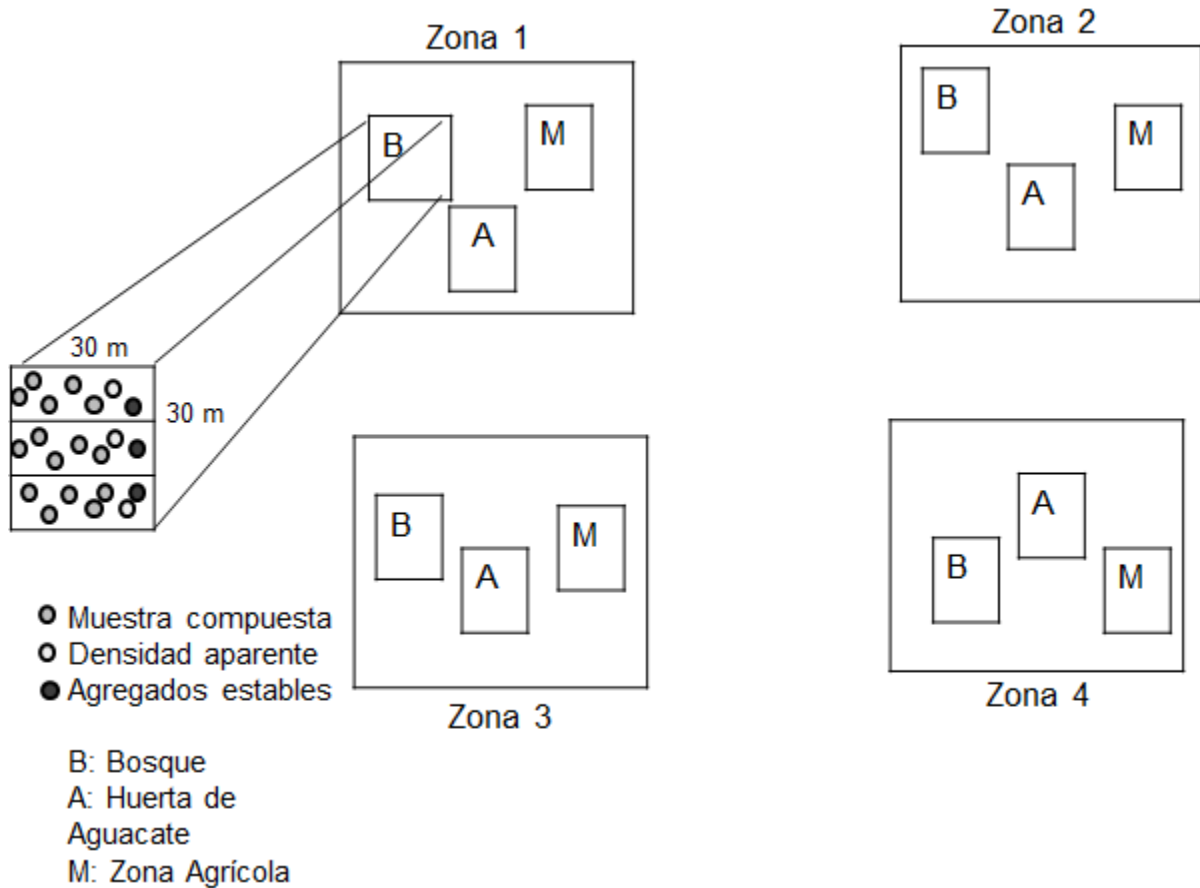 Zona 1
Zona 2
B
M
A
B
M
A
30 m
30 m
B
M
A
A
B
M
Muestra compuesta
Densidad aparente
Agregados estables
Zona 3
Zona 4
B: Bosque
A: Huerta de
Aguacate
M: Zona Agrícola